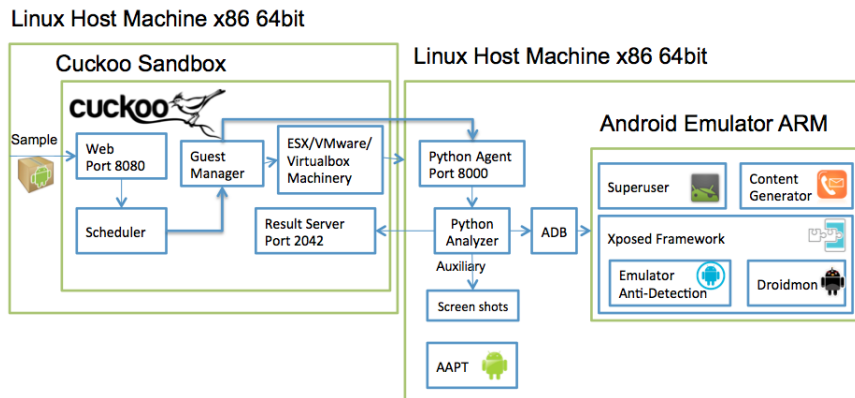 Linux Host Machine x86 64bit
Cuckoo Sandbox
Linux Host Machine x86 64bit
cuckoo
Sample
Web
Port 8080
Guest
Manager
ESX/VMware/
Virtualbox
Machinery
Python Agent
Port 8000
Android Emulator ARM
Superuser
Content
Generator
Scheduler
Result Server
Port 2042
Python
Analyzer
ADB
Xposed Framework
Auxiliary
Emulator
Anti-Detection
Droidmon
Screen shots
AAPT